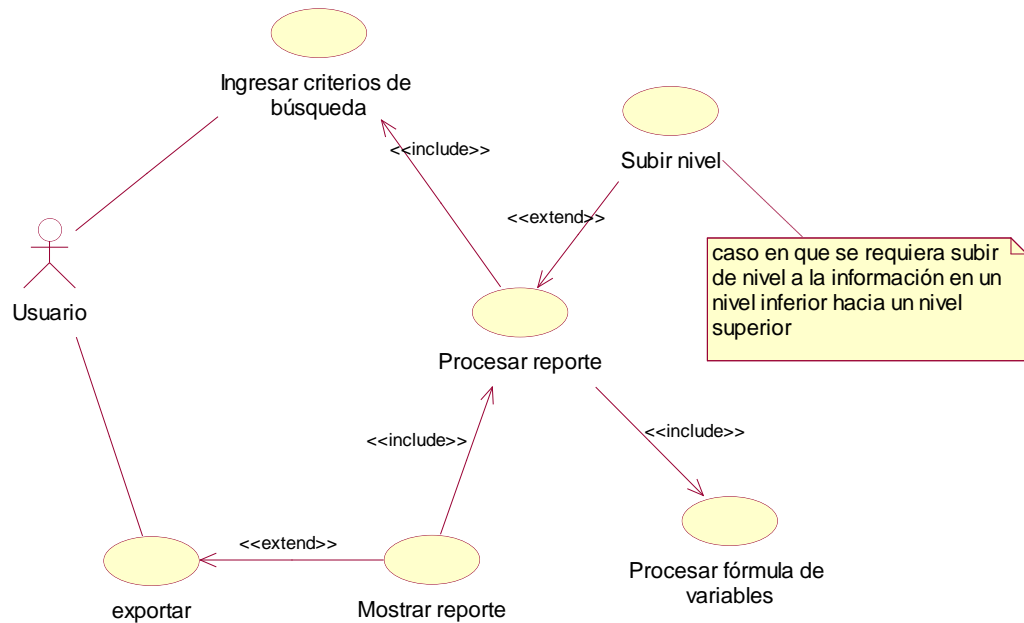 Ingresar criterios de
búsqueda
<<include>>
Subir nivel
<<extend>>
caso en que se requiera subir
de nivel a la información en un
nivel inferior hacia un nivel
superior
Usuario
Procesar reporte
<<include>>
<<include>>
<<extend>>
exportar
Mostrar reporte
Procesar fórmula de
variables